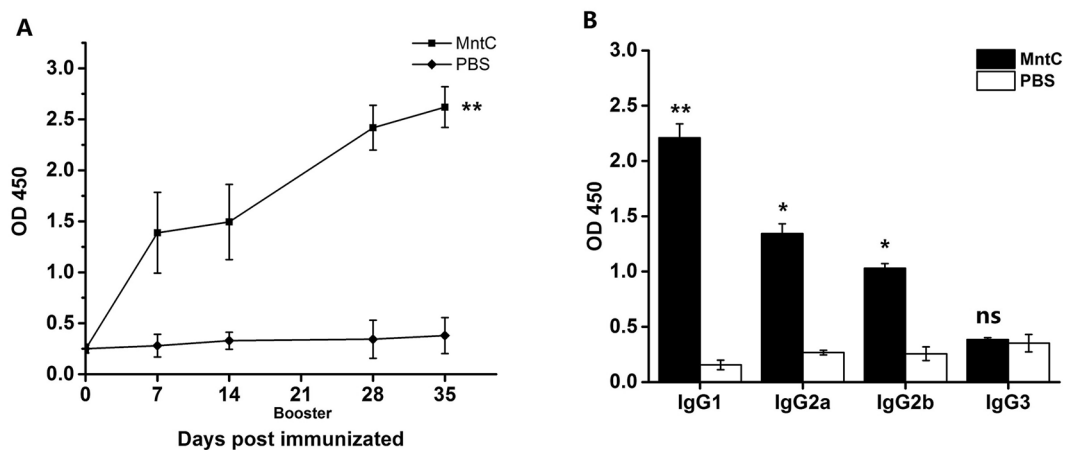 A
MntC
PBS
3.0
2.5
2.0
1.5
1.0
0.5
0.0
OD 450
**
0 7 14 21 28 35
Booster
Days post immunizated
B
MntC
PBS
3.0
2.5
2.0
1.5
1.0
0.5
0.0
OD 450
**
*
*
ns
IgG1 IgG2a IgG2b IgG3